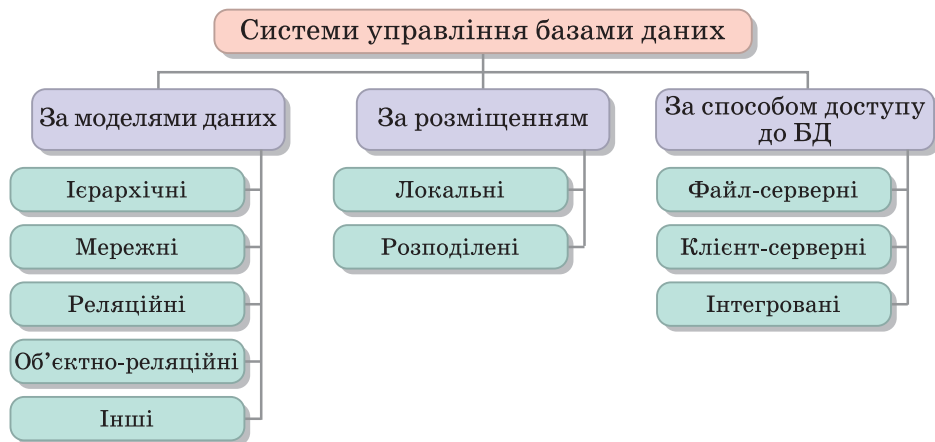 Системи управління базами даних
За моделями даних
Ієрархічні
Мережні
Реляційні
Об’єктно-реляційні
Інші
За розміщенням
Локальні
Розподілені
За способом доступу
до БД
Файл-серверні
Клієнт-серверні
Інтегровані